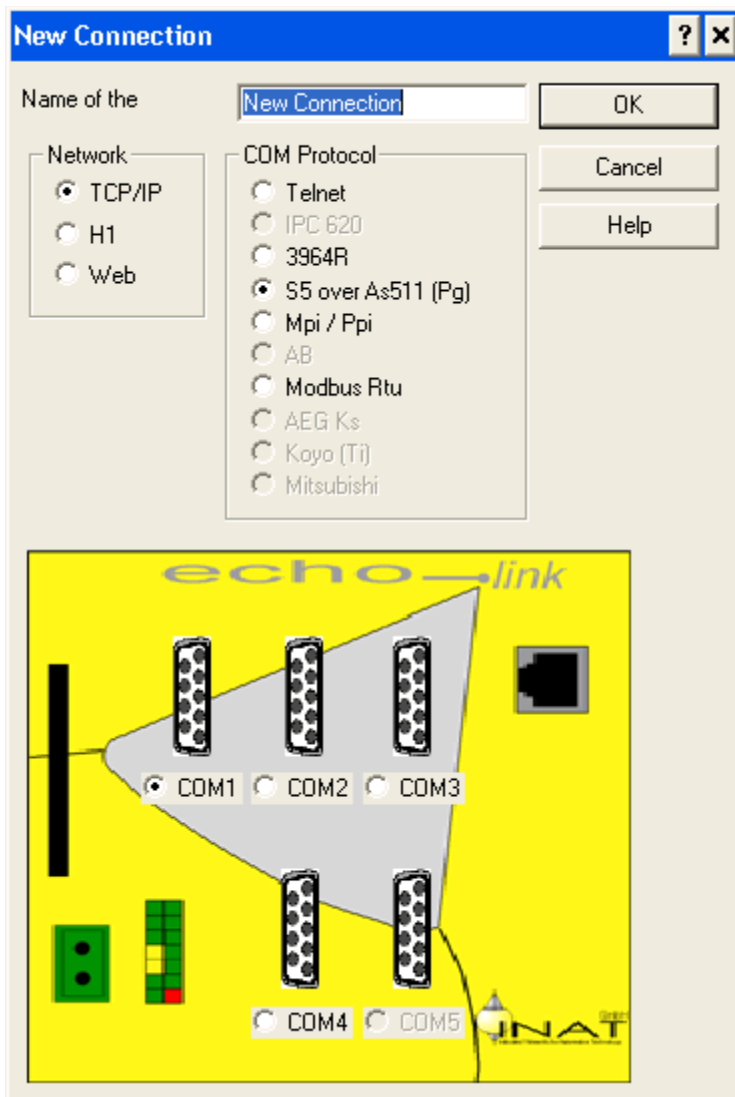 New Connection
Name of the
New Connection
OK
Cancel
Help
Network
TCP/IP
H1
Web
COM Protocol
Telnet
IPC 620
3964R
S5 over As511 (Pg)
Mpi / Ppi
AB
Modbus Rtu
AEG Ks
Koyo (Ti)
Mitsubishi
echo link
COM1
COM2
COM3
COM4
COM5
INAT
GmbH